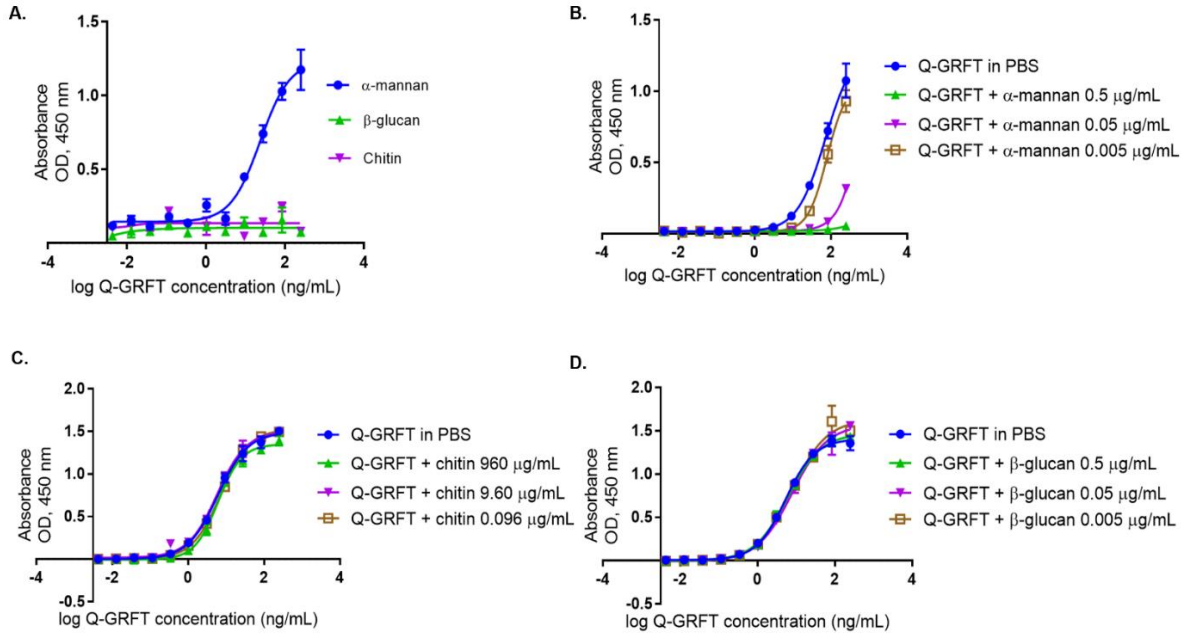 A.
1.5
1.0
0.5
-4
-2
0
2
4
Absorbance
OD, 450 nm
log Q-GRFT concentration (ng/mL)
α-mannan
β-glucan
Chitin
B.
1.5
1.0
0.5
-4
-2
0
2
4
Absorbance
OD, 450 nm
log Q-GRFT concentration (ng/mL)
Q-GRFT in PBS
Q-GRFT + α-mannan 0.5 μg/mL
Q-GRFT + α-mannan 0.05 μg/mL
Q-GRFT + α-mannan 0.005 μg/mL
C.
2.0
1.5
1.0
0.5
-0.5
-4
-2
0
2
4
Absorbance
OD, 450 nm
log Q-GRFT concentration (ng/mL)
Q-GRFT in PBS
Q-GRFT + chitin 960 μg/mL
Q-GRFT + chitin 9.60 μg/mL
Q-GRFT + chitin 0.096 μg/mL
D.
2.0
1.5
1.0
0.5
-0.5
-4
-2
0
2
4
Absorbance
OD, 450 nm
log Q-GRFT concentration (ng/mL)
Q-GRFT in PBS
Q-GRFT + β-glucan 0.5 μg/mL
Q-GRFT + β-glucan 0.05 μg/mL
Q-GRFT + β-glucan 0.005 μg/mL